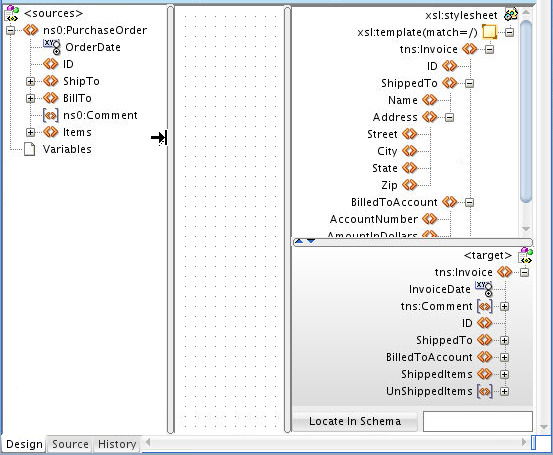 <sources>
ns0:PurchaseOrder
OrderDate
ID
ShipTo
BillTo
ns0:Comment
Items
Variables
xsl:stylesheet
xsl:template(match=/)
tns:Invoice
ID
ShippedTo
Name
Address
Street
City
State
Zip
BilledToAccount
AccountNumber
AmountInDollars
<target>
tns:Invoice
InvoiceDate
tns:Comment
ID
ShippedTo
BilledToAccount
ShippedItems
UnShippedItems
Locate In Schema
Design Source History